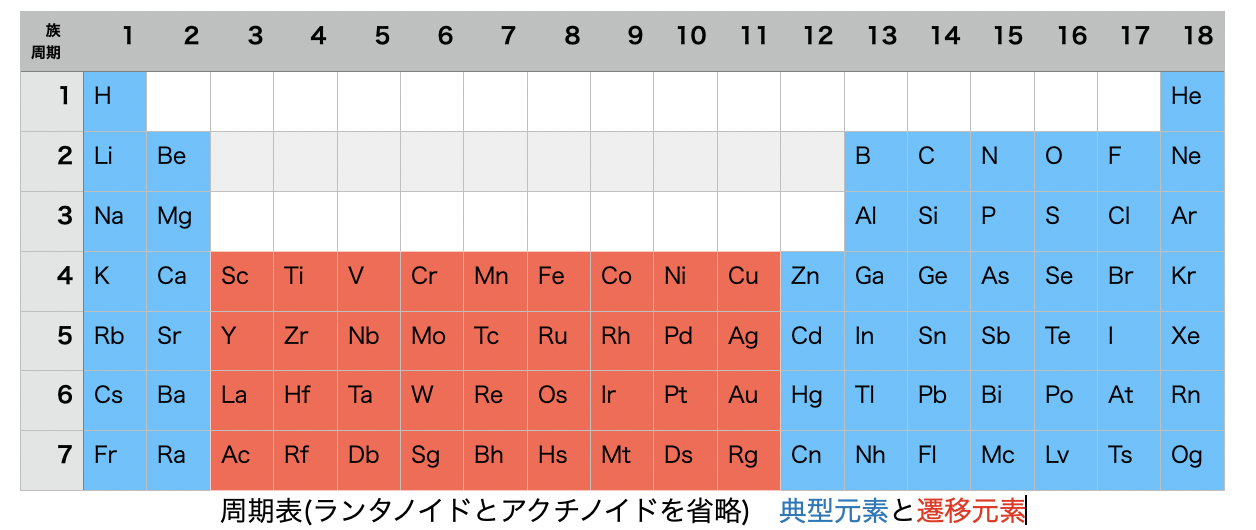 族 1 2 3 4 5 6 7 8 9 10 11 12 13 14 15 16 17 18
周期
1 H He
2 Li Be B C N O F Ne
3 Na Mg Al Si P S Cl Ar
4 K Ca Sc Ti V Cr Mn Fe Co Ni Cu Zn Ga Ge As Se Br Kr
5 Rb Sr Y Zr Nb Mo Tc Ru Rh Pd Ag Cd In Sn Sb Te I Xe
6 Cs Ba La Hf Ta W Re Os Ir Pt Au Hg Tl Pb Bi Po At Rn
7 Fr Ra Ac Rf Db Sg Bh Hs Mt Ds Rg Cn Nh Fl Mc Lv Ts Og
周期表(ランタノイドとアクチノイドを省略) 典型元素と遷移元素